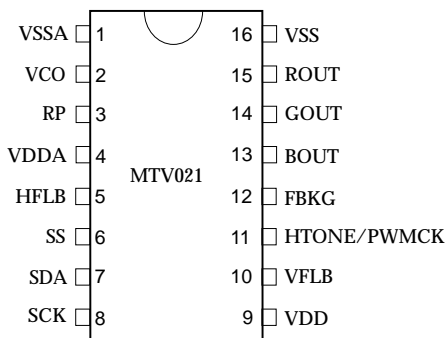 VSSA 1 16 VSS
VCO 2 15 ROUT
RP 3 14 GOUT
VDDA 4 13 BOUT
MTV021
HFLB 5 12 FBKG
SS 6 11 HTONE/PWMCK
SDA 7 10 VFLB
SCK 8 9 VDD